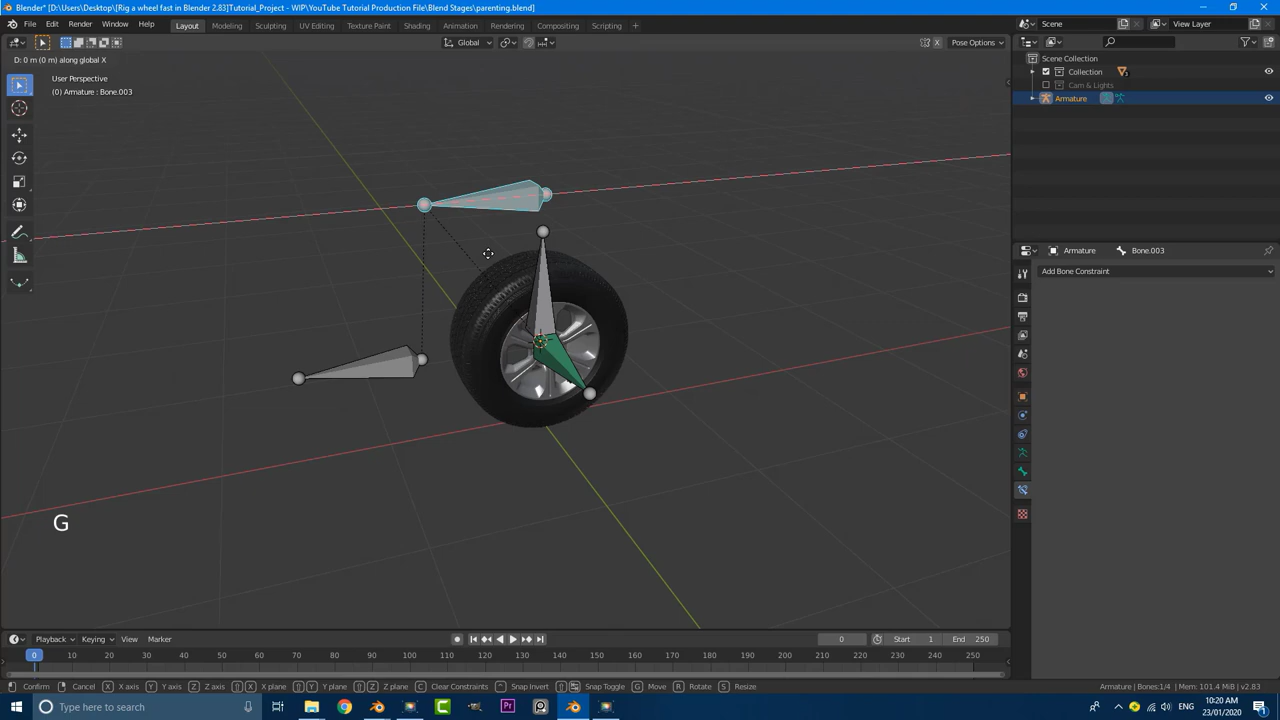 Blender* [D:\Users\Desktop\[Rig a wheel fast in Blender 2.83]Tutorial_Project - WIP\YouTube Tutorial Production File\Blend Stages\parenting.blend]
File Edit Render Window Help Layout Modeling Sculpting UV Editing Texture Paint Shading Animation Rendering Compositing Scripting + Scene View Layer
Global X Pose Options
D: 0 m (0 m) along global X
User Perspective
(0) Armature : Bone.003
Scene Collection
Collection 3
Cam & Lights
Armature
Armature Bone.003
Add Bone Constraint
G
Playback Keying View Marker 0 Start 1 End 250
0 10 20 30 40 50 60 70 80 90 100 110 120 130 140 150 160 170 180 190 200 210 220 230 240 250
Confirm Cancel X X axis Y Y axis Z Z axis X X plane Y Y plane Z Z plane C Clear Constraints Snap Invert Snap Toggle G Move R Rotate S Resize Armature | Bones:1/4 | Mem: 101.4 MiB | v2.83
Type here to search Pr 10:20 AM
23/01/2020